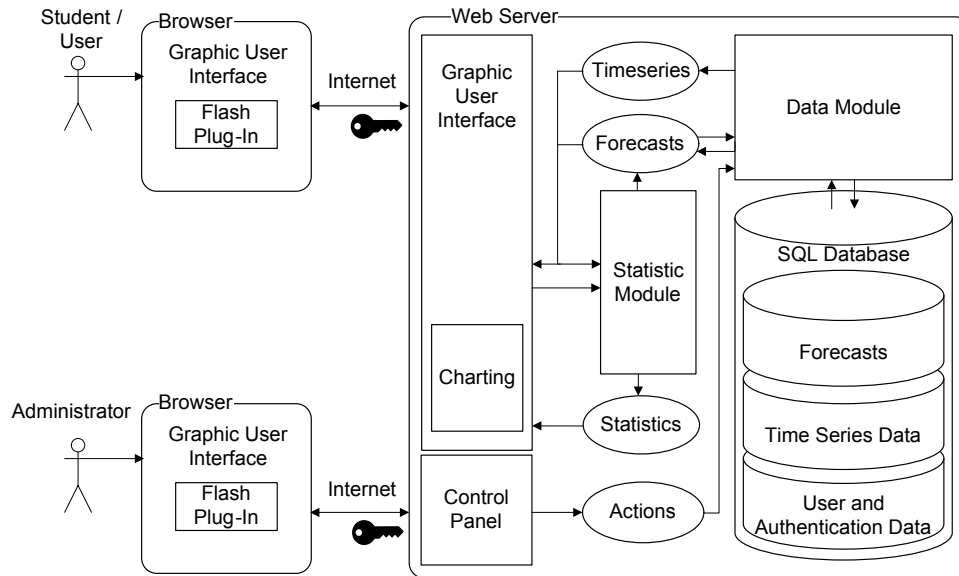 Student /
User
Browser
Graphic User
Interface
Flash
Plug-In
Internet
Web Server
Graphic
User
Interface
Charting
Timeseries
Forecasts
Statistic
Module
Statistics
Data Module
SQL Database
Forecasts
Time Series Data
User and
Authentication Data
Administrator
Browser
Graphic User
Interface
Flash
Plug-In
Internet
Control
Panel
Actions